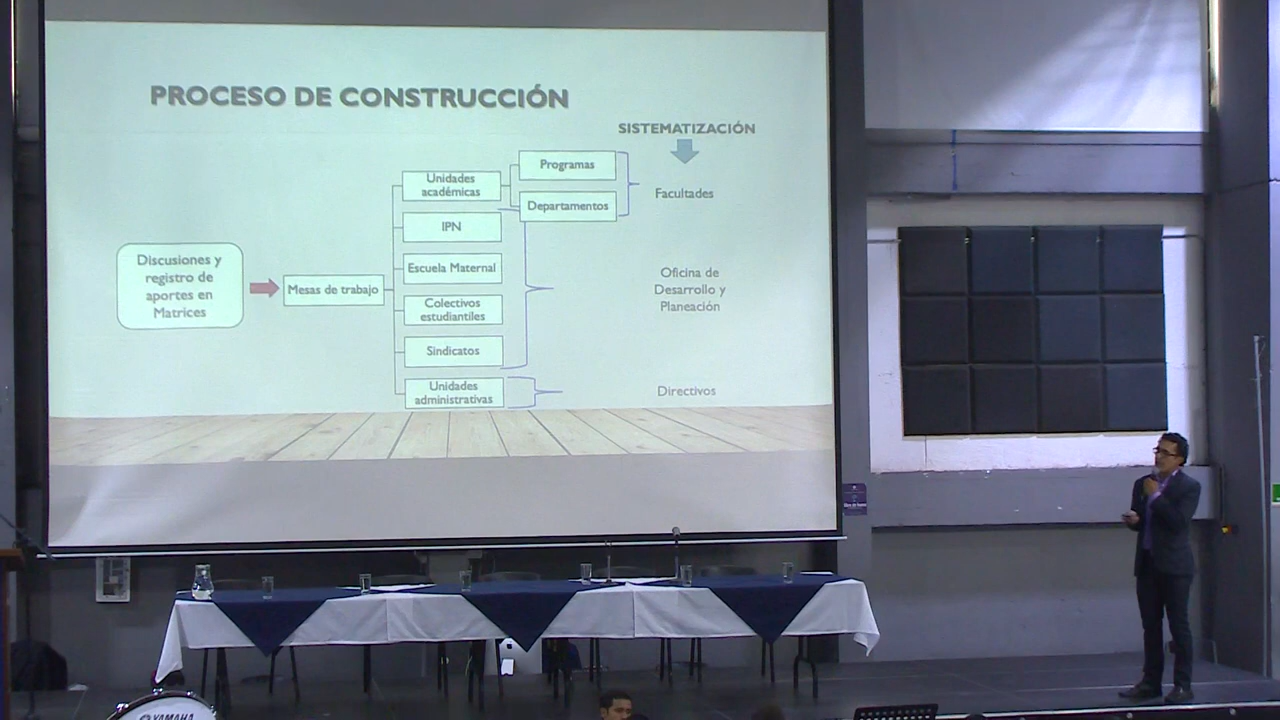 PROCESO DE CONSTRUCCIÓN
SISTEMATIZACIÓN
Programas
Unidades
académicas
Facultades
Departamentos
IPN
Discusiones y
registro de
aportes en
Matrices
Mesas de trabajo
Escuela Maternal
Oficina de
Desarrollo y
Planeación
Colectivos
estudiantiles
Sindicatos
Unidades
administrativas
Directivos
YAMAHA